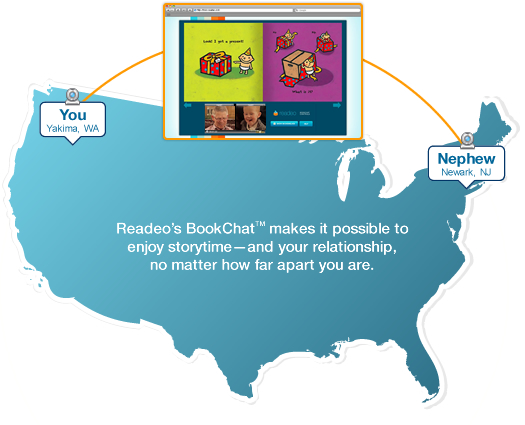 Look! I got a present!
What is it?
You
Yakima, WA
Nephew
Newark, NJ
readeo
Readeo's BookChat™ makes it possible to
enjoy storytime—and your relationship,
no matter how far apart you are.